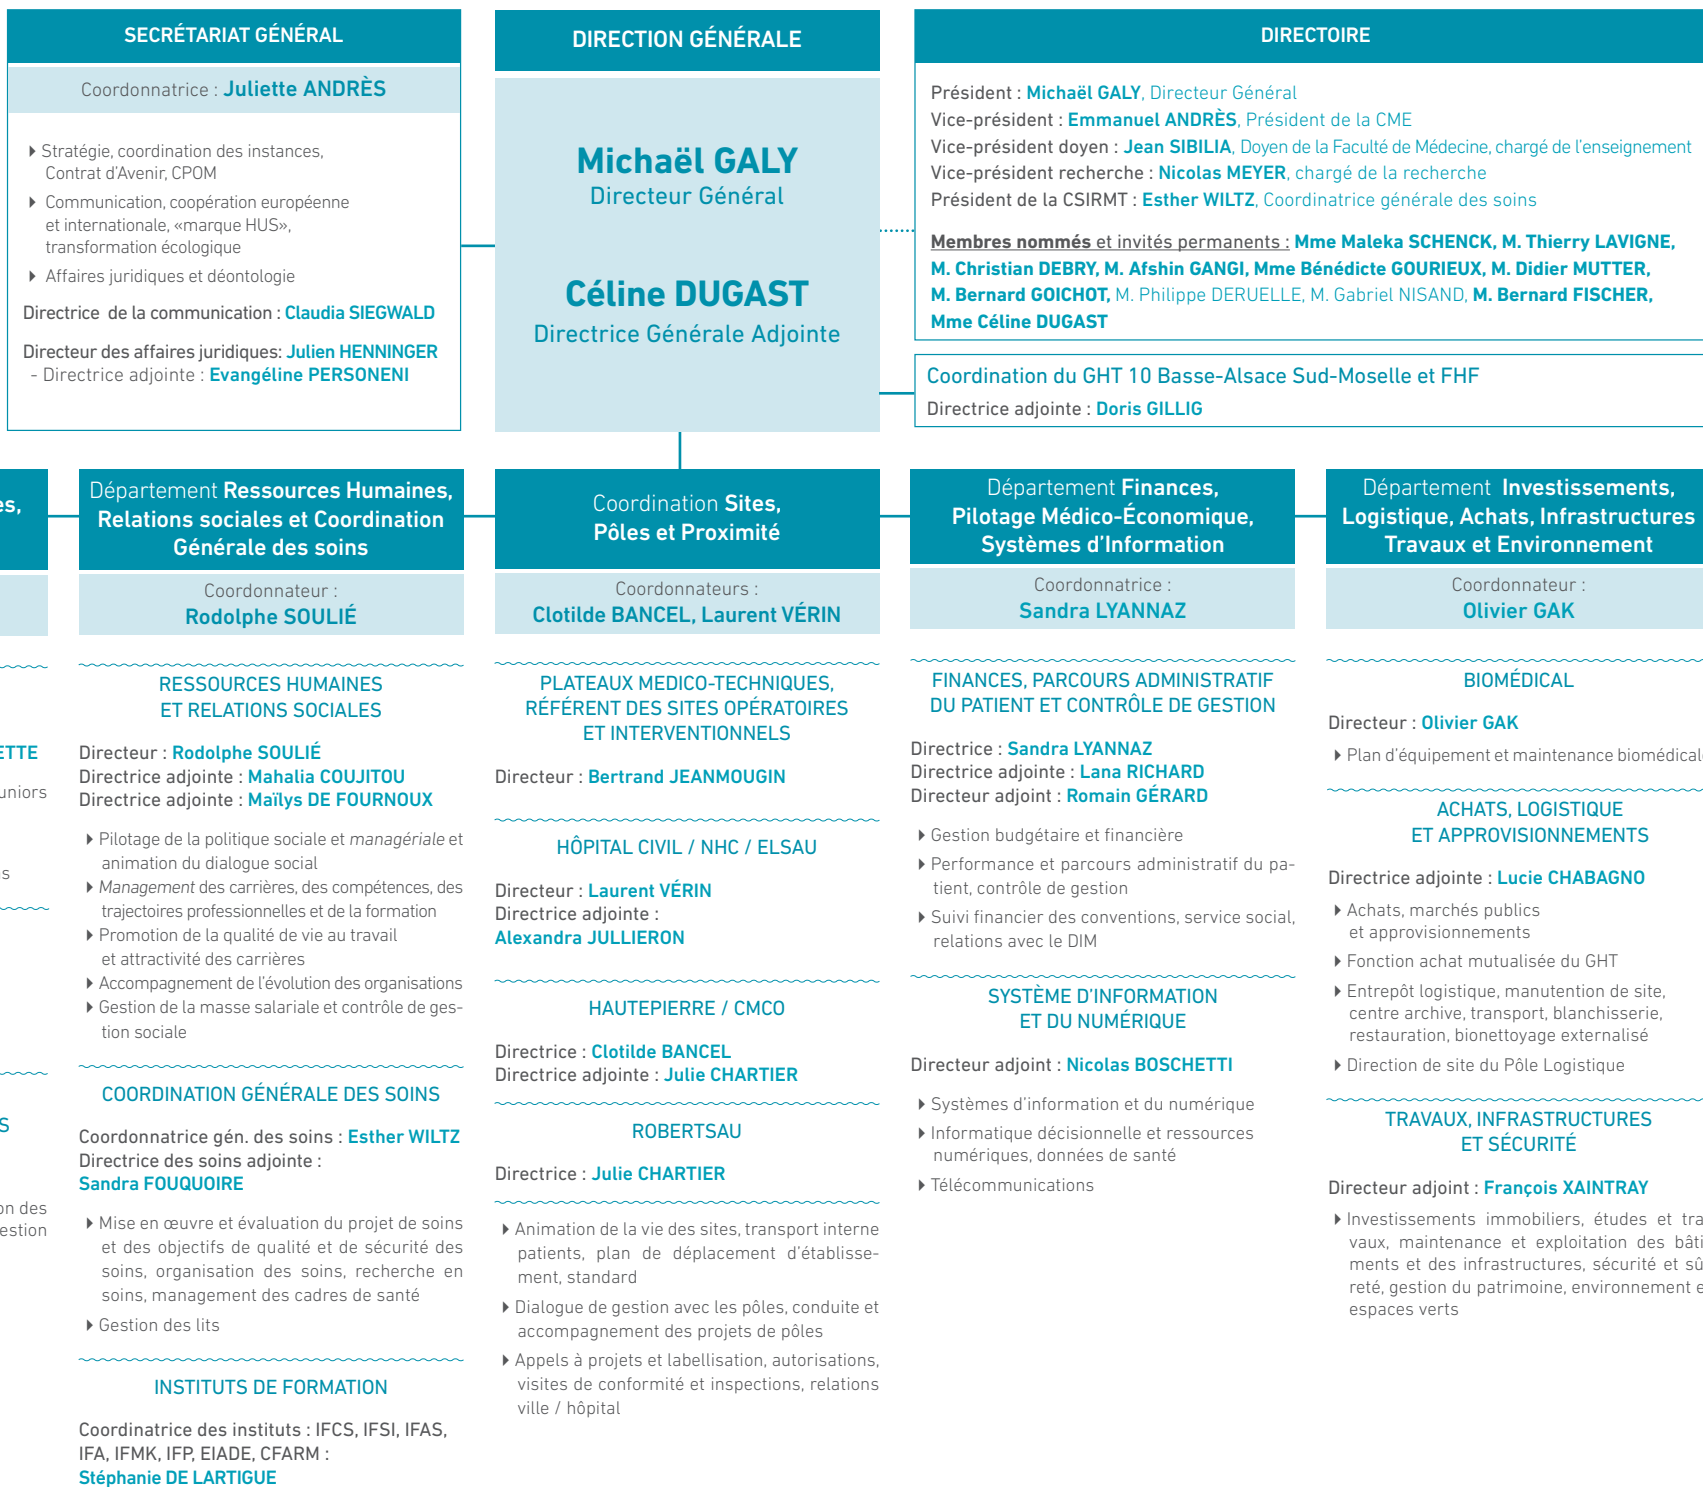 SECRÉTARIAT GÉNÉRAL
Coordonnatrice : Juliette ANDRÈS
Stratégie, coordination des instances,
Contrat d'Avenir, CPOM
Communication, coopération européenne
et internationale, «marque HUS»,
transformation écologique
Affaires juridiques et déontologie
Directrice de la communication : Claudia SIEGWALD
Directeur des affaires juridiques: Julien HENNINGER
- Directrice adjointe : Evangéline PERSONENI
DIRECTION GÉNÉRALE
Michaël GALY
Directeur Général
Céline DUGAST
Directrice Générale Adjointe
DIRECTOIRE
Président : Michaël GALY, Directeur Général
Vice-président : Emmanuel ANDRÈS, Président de la CME
Vice-président doyen : Jean SIBILIA, Doyen de la Faculté de Médecine, chargé de l'enseignement
Vice-président recherche : Nicolas MEYER, chargé de la recherche
Président de la CSIRMT : Esther WILTZ, Coordinatrice générale des soins
Membres nommés et invités permanents : Mme Maleka SCHENCK, M. Thierry LAVIGNE,
M. Christian DEBRY, M. Afshin GANGI, Mme Bénédicte GOURIEUX, M. Didier MUTTER,
M. Bernard GOICHOT, M. Philippe DERUELLE, M. Gabriel NISAND, M. Bernard FISCHER,
Mme Céline DUGAST
Coordination du GHT 10 Basse-Alsace Sud-Moselle et FHF
Directrice adjointe : Doris GILLIG
es,
ETTE
uniors
s
S
on des
estion
Département Ressources Humaines,
Relations sociales et Coordination
Générale des soins
Coordonnateur :
Rodolphe SOULIÉ
RESSOURCES HUMAINES
ET RELATIONS SOCIALES
Directeur : Rodolphe SOULIÉ
Directrice adjointe : Mahalia COUJITOU
Directrice adjointe : Maïlys DE FOURNOUX
Pilotage de la politique sociale et managériale et
animation du dialogue social
Management des carrières, des compétences, des
trajectoires professionnelles et de la formation
Promotion de la qualité de vie au travail
et attractivité des carrières
Accompagnement de l'évolution des organisations
Gestion de la masse salariale et contrôle de ges-
tion sociale
COORDINATION GÉNÉRALE DES SOINS
Coordonnatrice gén. des soins : Esther WILTZ
Directrice des soins adjointe :
Sandra FOUQUOIRE
Mise en œuvre et évaluation du projet de soins
et des objectifs de qualité et de sécurité des
soins, organisation des soins, recherche en
soins, management des cadres de santé
Gestion des lits
INSTITUTS DE FORMATION
Coordinatrice des instituts : IFCS, IFSI, IFAS,
IFA, IFMK, IFP, EIADE, CFARM :
Stéphanie DE LARTIGUE
Coordination Sites,
Pôles et Proximité
Coordonnateurs :
Clotilde BANCEL, Laurent VÉRIN
PLATEAUX MEDICO-TECHNIQUES,
RÉFÉRENT DES SITES OPÉRATOIRES
ET INTERVENTIONNELS
Directeur : Bertrand JEANMOUGIN
HÔPITAL CIVIL / NHC / ELSAU
Directeur : Laurent VÉRIN
Directrice adjointe :
Alexandra JULLIERON
HAUTEPIERRE / CMCO
Directrice : Clotilde BANCEL
Directrice adjointe : Julie CHARTIER
ROBERTSAU
Directrice : Julie CHARTIER
Animation de la vie des sites, transport interne
patients, plan de déplacement d'établisse-
ment, standard
Dialogue de gestion avec les pôles, conduite et
accompagnement des projets de pôles
Appels à projets et labellisation, autorisations,
visites de conformité et inspections, relations
ville / hôpital
Département Finances,
Pilotage Médico-Économique,
Systèmes d'Information
Coordonnatrice :
Sandra LYANNAZ
FINANCES, PARCOURS ADMINISTRATIF
DU PATIENT ET CONTRÔLE DE GESTION
Directrice : Sandra LYANNAZ
Directrice adjointe : Lana RICHARD
Directeur adjoint : Romain GÉRARD
Gestion budgétaire et financière
Performance et parcours administratif du pa-
tient, contrôle de gestion
Suivi financier des conventions, service social,
relations avec le DIM
SYSTÈME D'INFORMATION
ET DU NUMÉRIQUE
Directeur adjoint : Nicolas BOSCHETTI
Systèmes d'information et du numérique
Informatique décisionnelle et ressources
numériques, données de santé
Télécommunications
Département Investissements,
Logistique, Achats, Infrastructures
Travaux et Environnement
Coordonnateur :
Olivier GAK
BIOMÉDICAL
Directeur : Olivier GAK
Plan d'équipement et maintenance biomédicale
ACHATS, LOGISTIQUE
ET APPROVISIONNEMENTS
Directrice adjointe : Lucie CHABAGNO
Achats, marchés publics
et approvisionnements
Fonction achat mutualisée du GHT
Entrepôt logistique, manutention de site,
centre archive, transport, blanchisserie,
restauration, bionettoyage externalisé
Direction de site du Pôle Logistique
TRAVAUX, INFRASTRUCTURES
ET SÉCURITÉ
Directeur adjoint : François XAINTRAY
Investissements immobiliers, études et tra
vaux, maintenance et exploitation des bâti
ments et des infrastructures, sécurité et sû
reté, gestion du patrimoine, environnement e
espaces verts